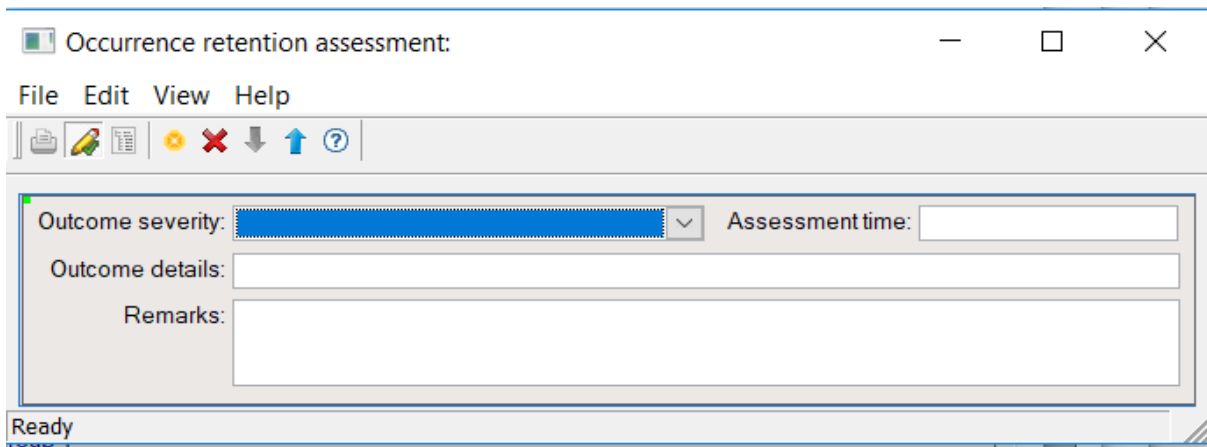 Occurrence retention assessment:
File Edit View Help
Outcome severity: Assessment time:
Outcome details:
Remarks:
Ready